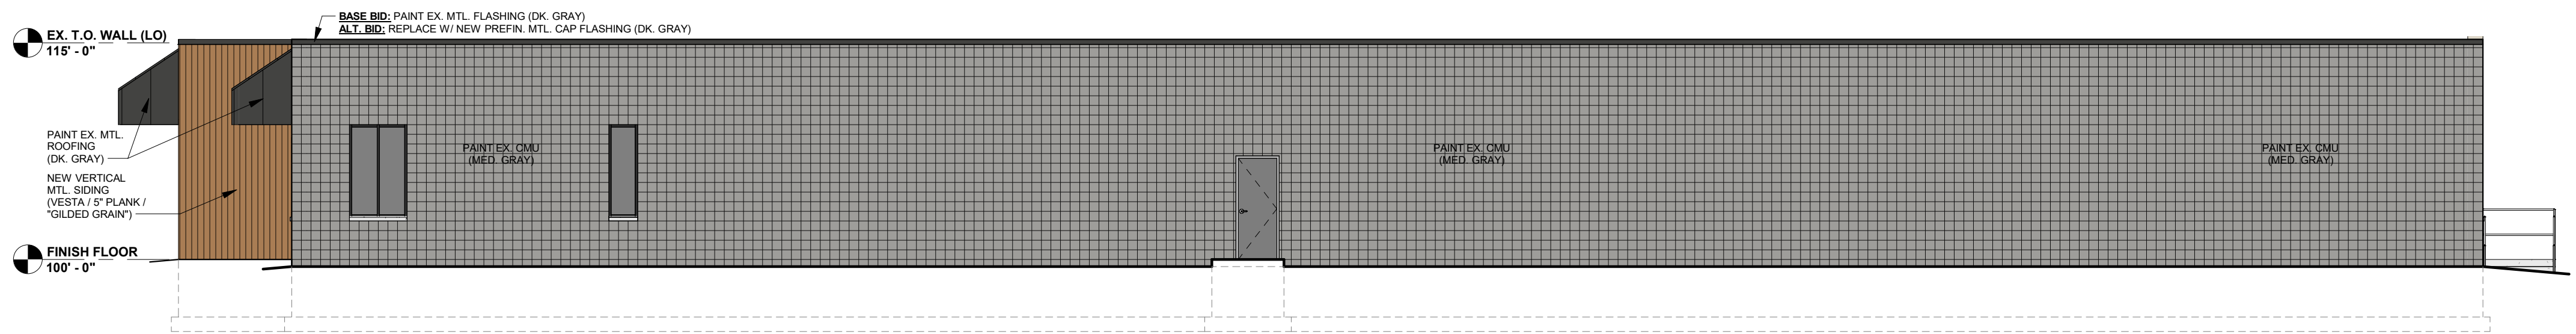 BASE BID: PAINT EX. MTL. FLASHING (DK. GRAY)
ALT. BID: REPLACE W/ NEW PREFIN. MTL. CAP FLASHING (DK. GRAY)
EX. T.O. WALL (LO)
115' - 0"
PAINT EX. MTL.
ROOFING
(DK. GRAY)
NEW VERTICAL
MTL. SIDING
(VESTA / 5" PLANK /
"GILDED GRAIN")
PAINT EX. CMU
(MED. GRAY)
PAINT EX. CMU
(MED. GRAY)
PAINT EX. CMU
(MED. GRAY)
FINISH FLOOR
100' - 0"